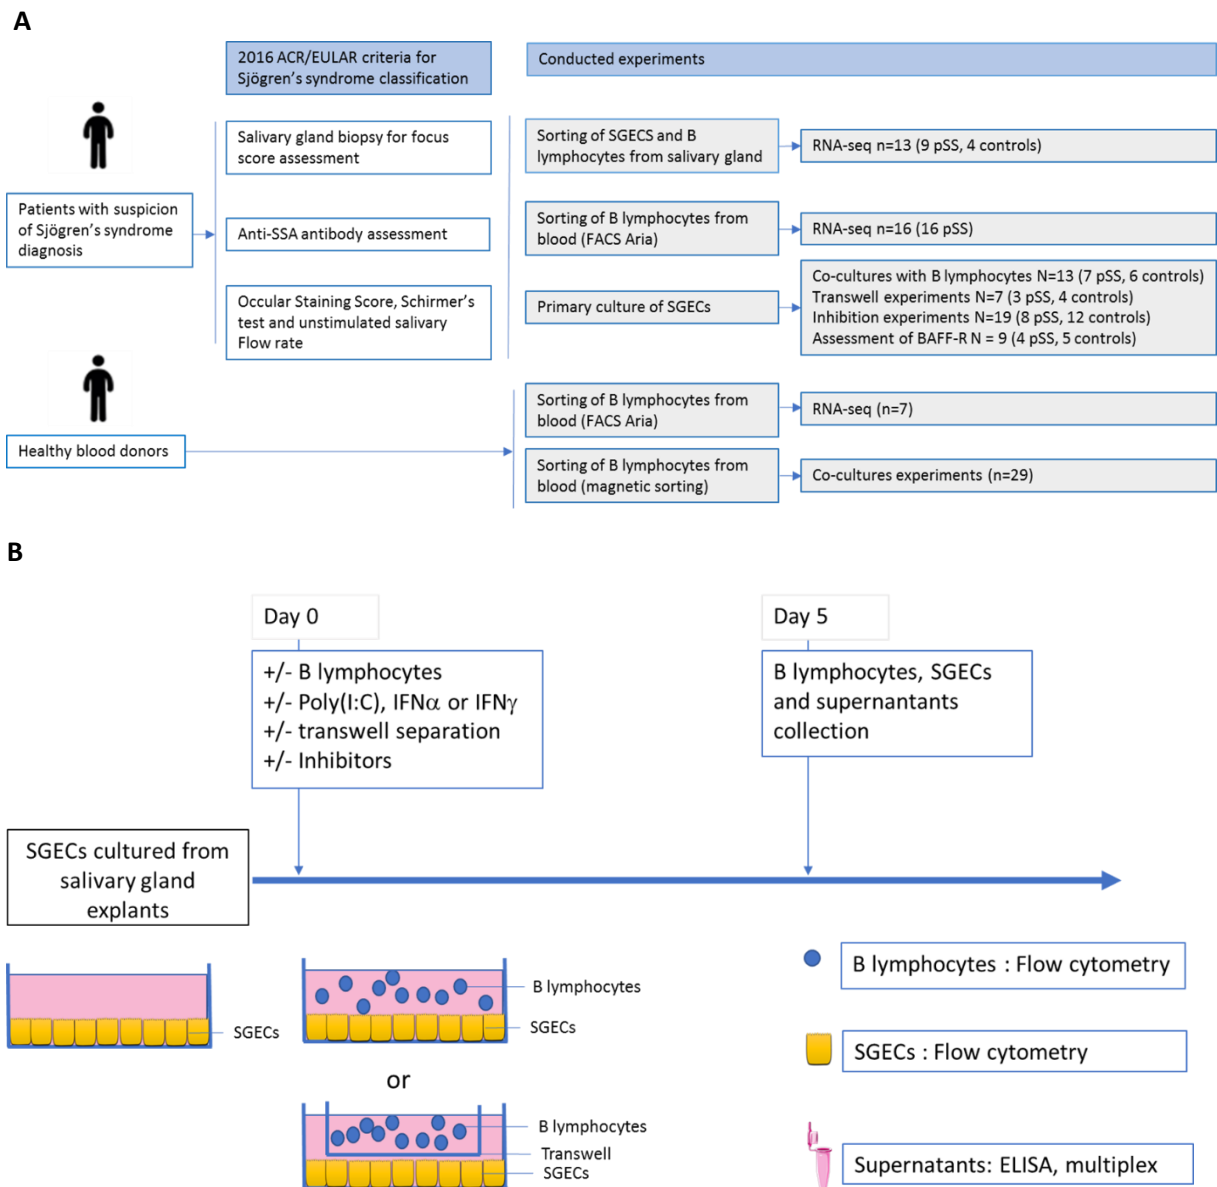 A
2016 ACR/EULAR criteria for
Sjögren's syndrome classification
Conducted experiments
Patients with suspicion
of Sjögren's syndrome
diagnosis
Salivary gland biopsy for focus
score assessment
Anti-SSA antibody assessment
Occular Staining Score, Schirmer's
test and unstimulated salivary
Flow rate
Sorting of SGECS and B
lymphocytes from salivary gland
RNA-seq n=13 (9 pSS, 4 controls)
Sorting of B lymphocytes from
blood (FACS Aria)
RNA-seq n=16 (16 pSS)
Primary culture of SGECs
Co-cultures with B lymphocytes N=13 (7 pSS, 6 controls)
Transwell experiments N=7 (3 pSS, 4 controls)
Inhibition experiments N=19 (8 pSS, 12 controls)
Assessment of BAFF-R N = 9 (4 pSS, 5 controls)
Healthy blood donors
Sorting of B lymphocytes from
blood (FACS Aria)
RNA-seq (n=7)
Sorting of B lymphocytes from
blood (magnetic sorting)
Co-cultures experiments (n=29)
B
Day 0
+/- B lymphocytes
+/- Poly(I:C), IFNα or IFNγ
+/- transwell separation
+/- Inhibitors
Day 5
B lymphocytes, SGECs
and supernantants
collection
SGECs cultured from
salivary gland
explants
SGECs
B lymphocytes
SGECs
or
B lymphocytes
Transwell
SGECs
B lymphocytes : Flow cytometry
SGECs : Flow cytometry
Supernatants: ELISA, multiplex